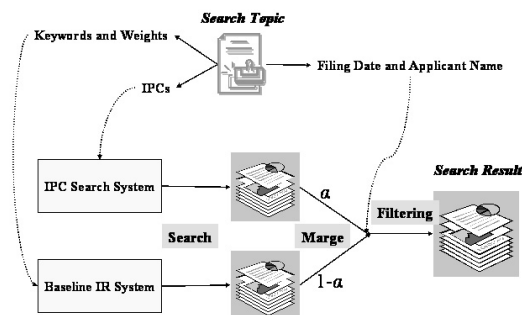 Search Topic
Keywords and Weights
Filing Date and Applicant Name
IPCs
Search Result
IPC Search System
α
Filtering
Search
Marge
Baseline IR System
1-α